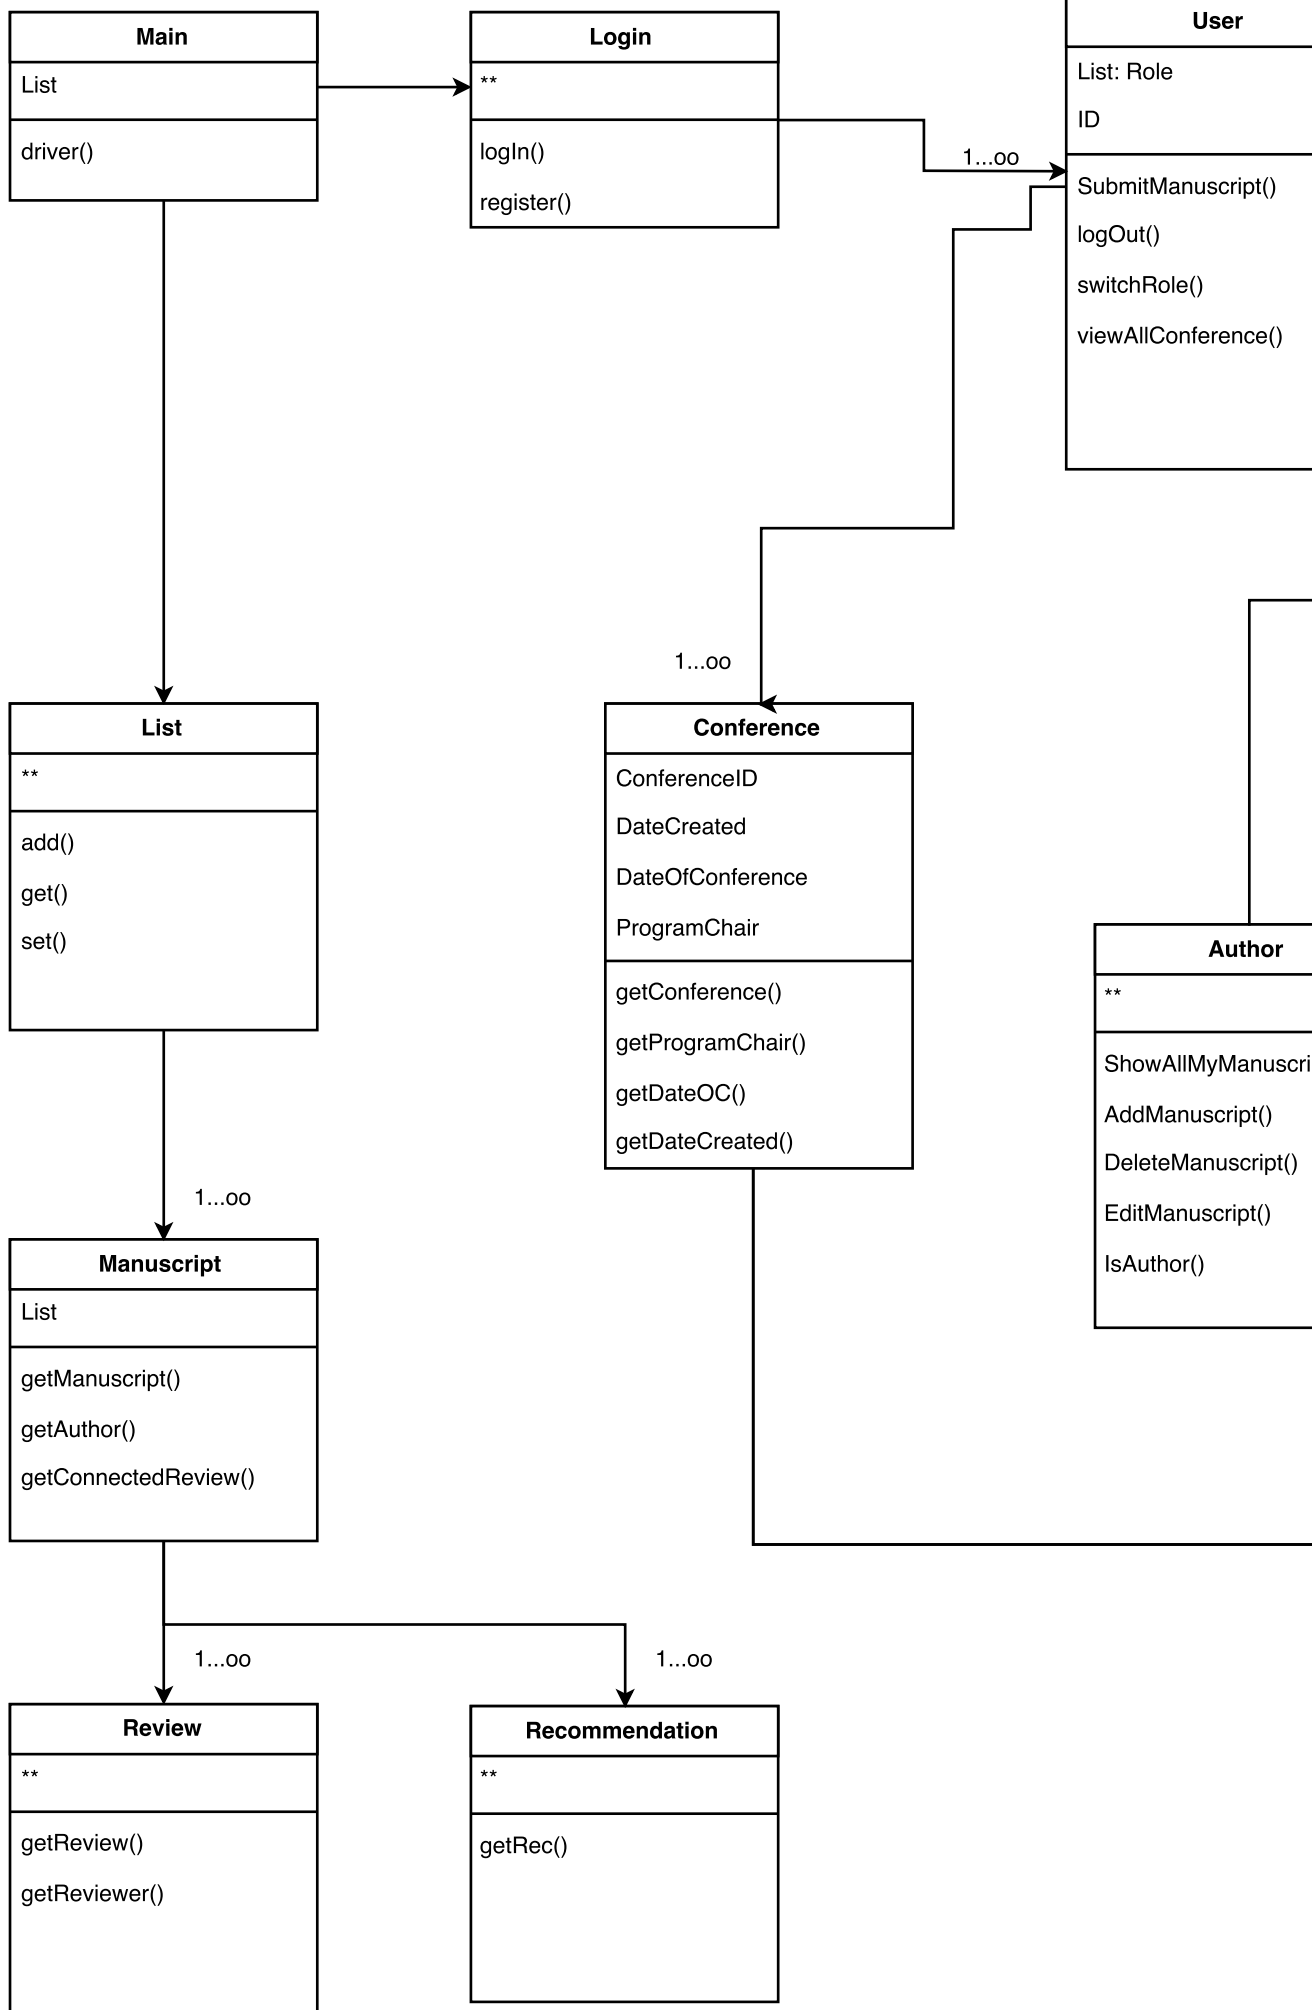 Main
List
driver()
Login
**
logIn()
register()
1...oo
User
List: Role
ID
SubmitManuscript()
logOut()
switchRole()
viewAllConference()
List
**
add()
get()
set()
1...oo
Conference
ConferenceID
DateCreated
DateOfConference
ProgramChair
getConference()
getProgramChair()
getDateOC()
getDateCreated()
Author
**
ShowAllMyManuscri
AddManuscript()
DeleteManuscript()
EditManuscript()
IsAuthor()
1...oo
Manuscript
List
getManuscript()
getAuthor()
getConnectedReview()
1...oo
1...oo
Review
**
getReview()
getReviewer()
Recommendation
**
getRec()